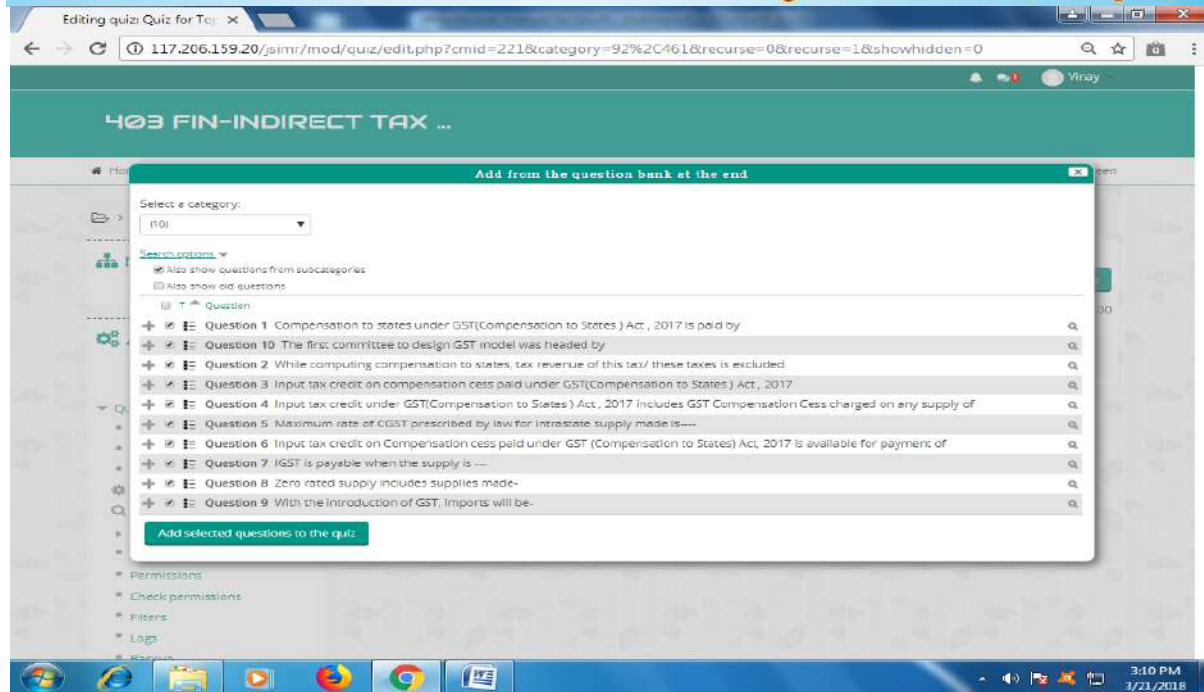 Editing quiz: Quiz for Top
117.206.159.20/jsimr/mod/quiz/edit.php?cmid=221&category=92%2C461&recurse=0&recurse=1&showhidden=0
Vinay
403 FIN-INDIRECT TAX ...
Add from the question bank at the end
Select a category:
(10)
Search options
Also show questions from subcategories
Also show old questions
T Question
Question 1 Compensation to states under GST(Compensation to States ) Act , 2017 is paid by
Question 10 The first committee to design GST model was headed by
Question 2 While computing compensation to states, tax revenue of this tax/ these taxes is excluded
Question 3 Input tax credit on compensation cess paid under GST(Compensation to States ) Act , 2017
Question 4 Input tax credit under GST(Compensation to States ) Act , 2017 includes GST Compensation Cess charged on any supply of
Question 5 Maximum rate of CGST prescribed by law for intrastate supply made is----
Question 6 Input tax credit on Compensation cess paid under GST (Compensation to States) Act, 2017 is available for payment of
Question 7 IGST is payable when the supply is ---
Question 8 Zero rated supply includes supplies made-
Question 9 With the introduction of GST, Imports will be-
Add selected questions to the quiz
Permissions
Check permissions
Filters
Logs
Backup
3:10 PM
3/21/2018